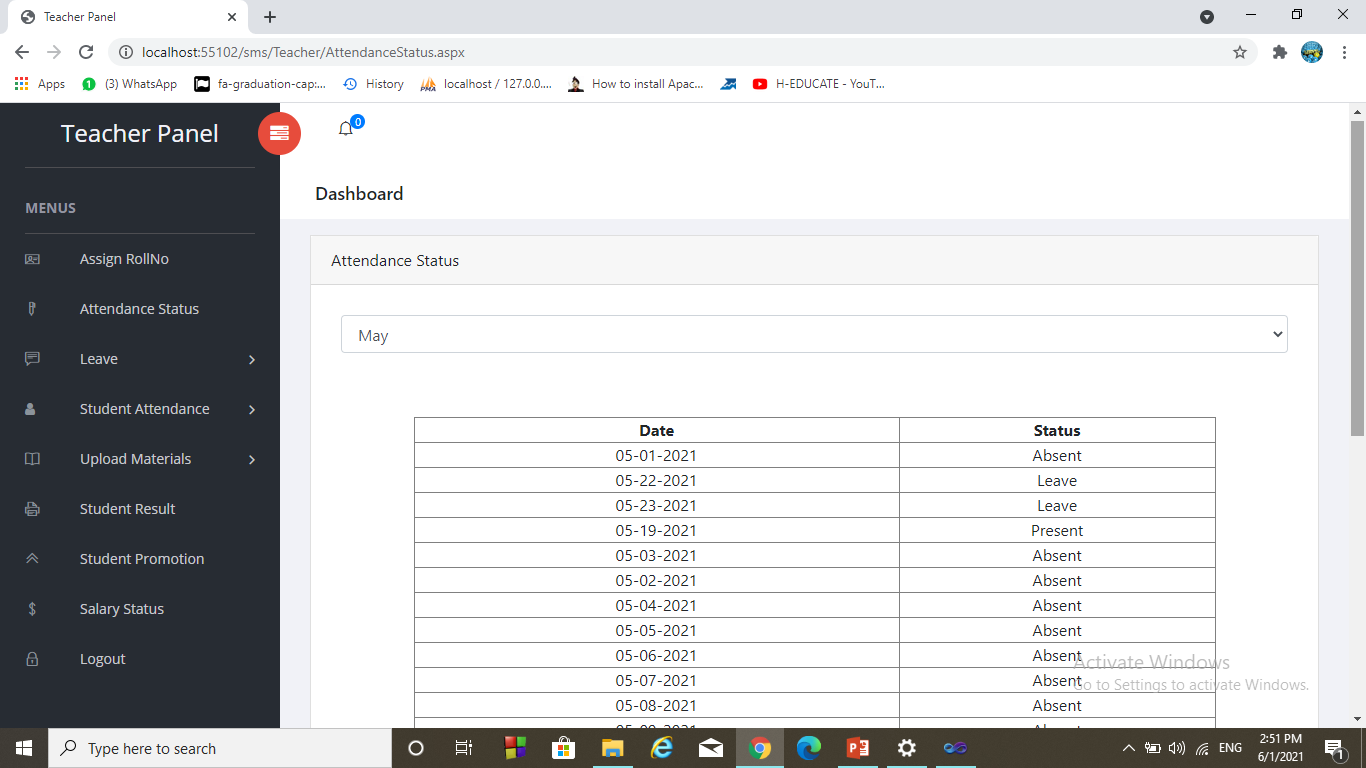 Teacher Panel
localhost:55102/sms/Teacher/AttendanceStatus.aspx
Apps
1 (3) WhatsApp
fa-graduation-cap:...
History
PMA localhost / 127.0.0....
How to install Apac...
H-EDUCATE - YouT...
Teacher Panel
0
Dashboard
MENUS
Assign RollNo
Attendance Status
Leave
Student Attendance
Upload Materials
Student Result
Student Promotion
$ Salary Status
Logout
Attendance Status
May
Date Status
05-01-2021 Absent
05-22-2021 Leave
05-23-2021 Leave
05-19-2021 Present
05-03-2021 Absent
05-02-2021 Absent
05-04-2021 Absent
05-05-2021 Absent
05-06-2021 Absent
05-07-2021 Absent
05-08-2021 Absent
Activate Windows
Go to Settings to activate Windows.
Type here to search
ENG
2:51 PM
6/1/2021
1